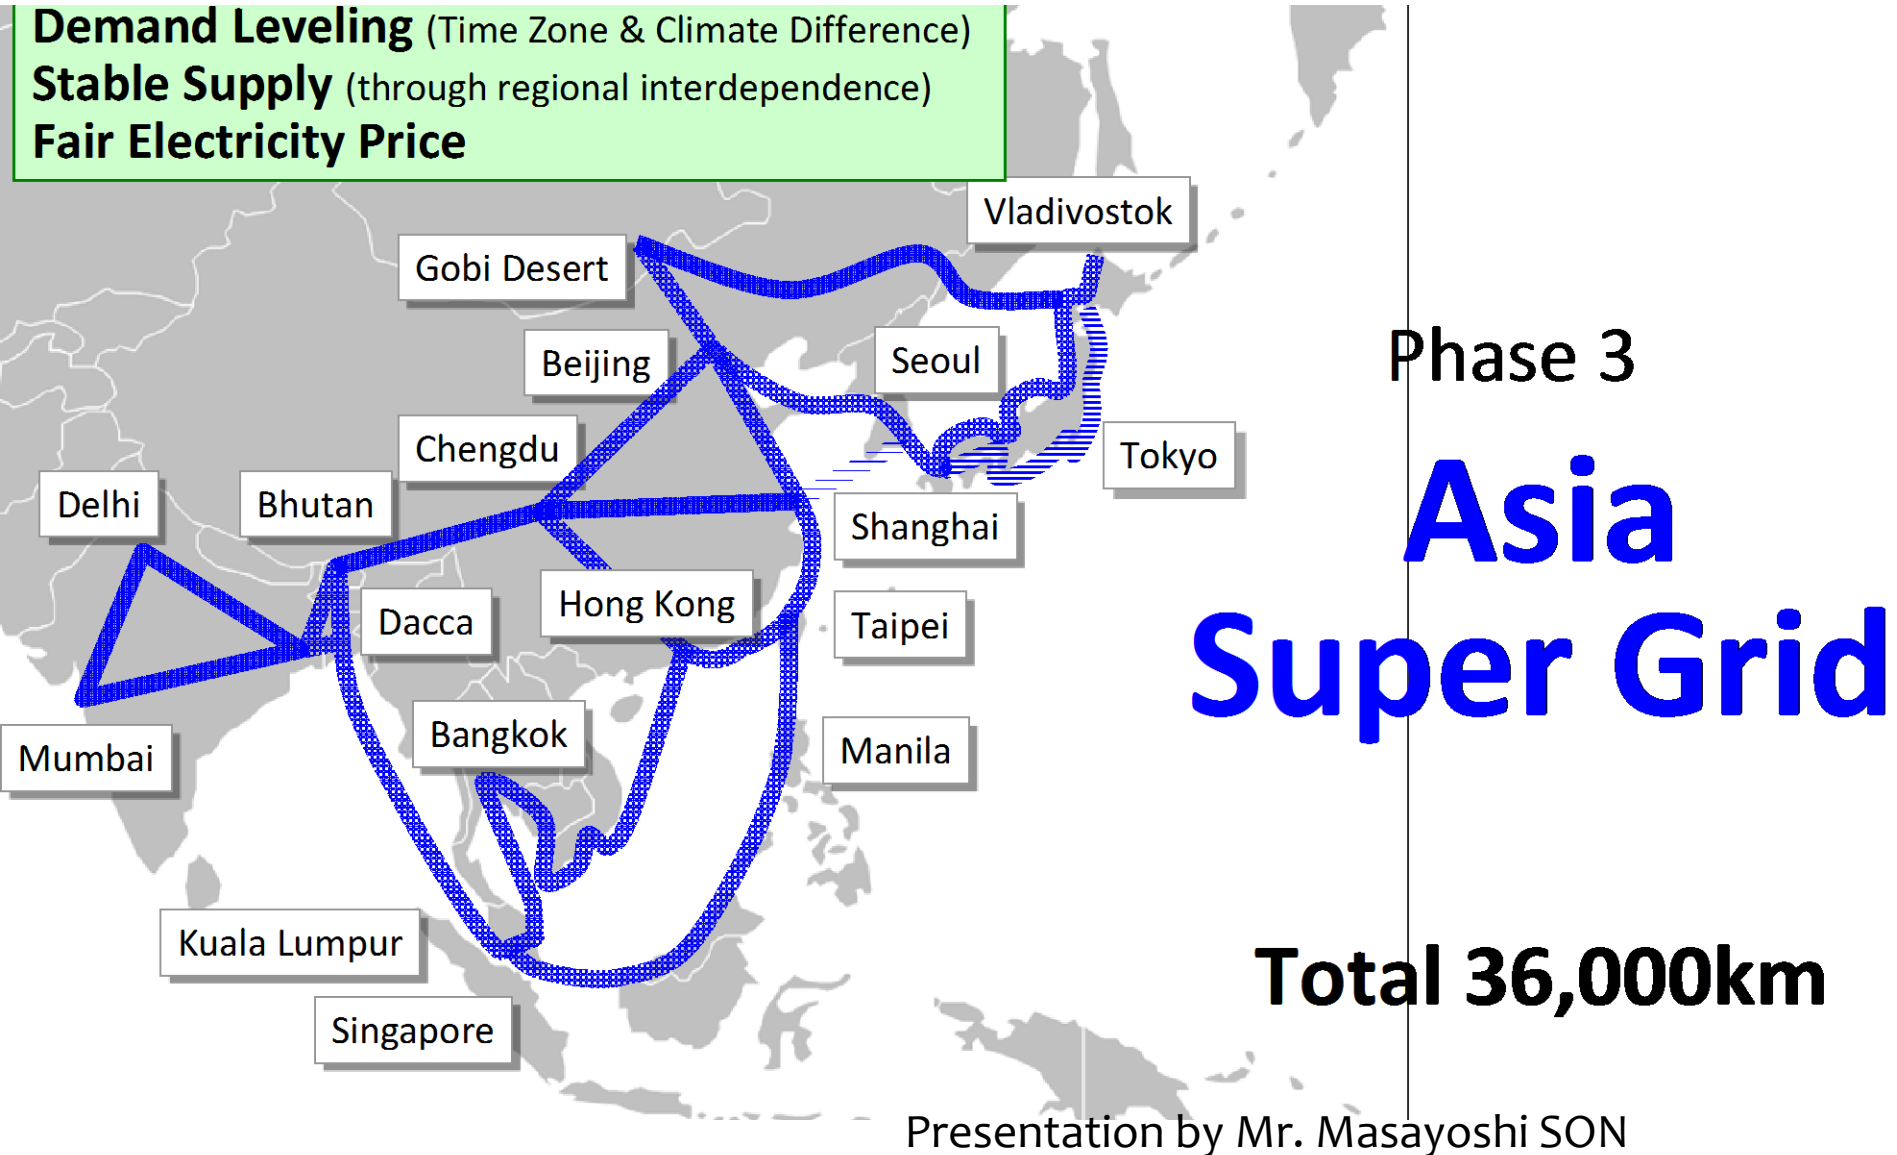 Demand Leveling (Time Zone & Climate Difference)
Stable Supply (through regional interdependence)
Fair Electricity Price
Vladivostok
Gobi Desert
Beijing
Seoul
Phase 3
Chengdu
Tokyo
Asia
Delhi
Bhutan
Shanghai
Hong Kong
Dacca
Taipei
Super Grid
Bangkok
Manila
Mumbai
Kuala Lumpur
Total 36,000km
Singapore
Presentation by Mr. Masayoshi SON